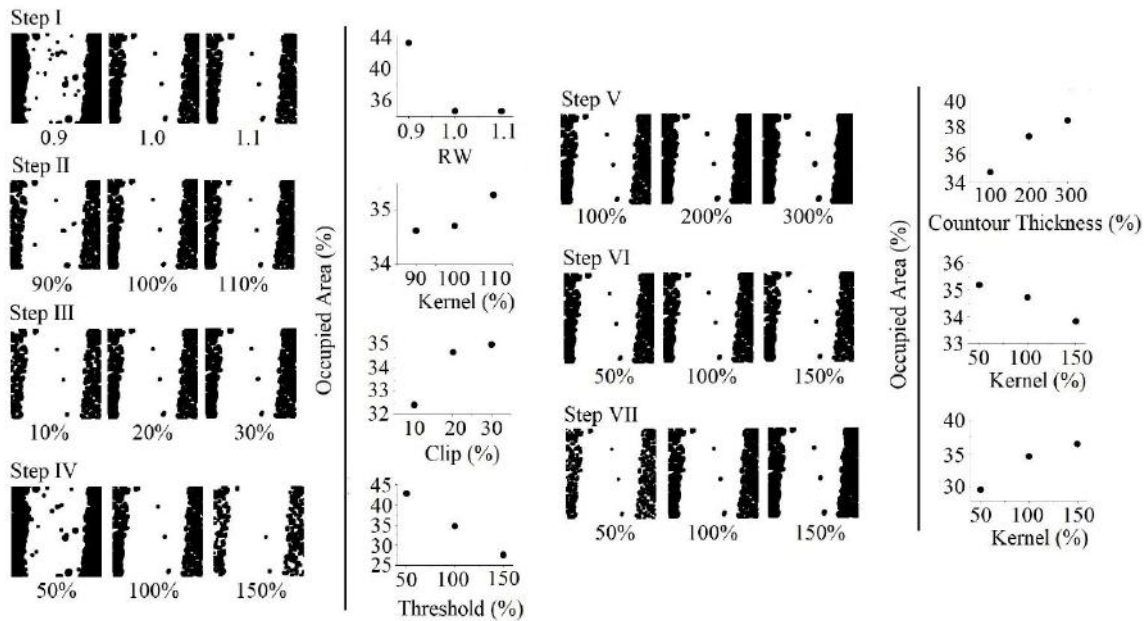 Step I
0.9 1.0 1.1
Step II
90% 100% 110%
Step III
10% 20% 30%
Step IV
50% 100% 150%
Occupied Area (%)
44
40
36
0.9 1.0 1.1
RW
35
34
90 100 110
Kernel (%)
35
34
33
32
10 20 30
Clip (%)
45
35
30
25
50 100 150
Threshold (%)
Step V
100% 200% 300%
Step VI
50% 100% 150%
Step VII
50% 100% 150%
Occupied Area (%)
40
38
36
34
100 200 300
Countour Thickness (%)
36
35
34
33
50 100 150
Kernel (%)
40
35
30
50 100 150
Kernel (%)